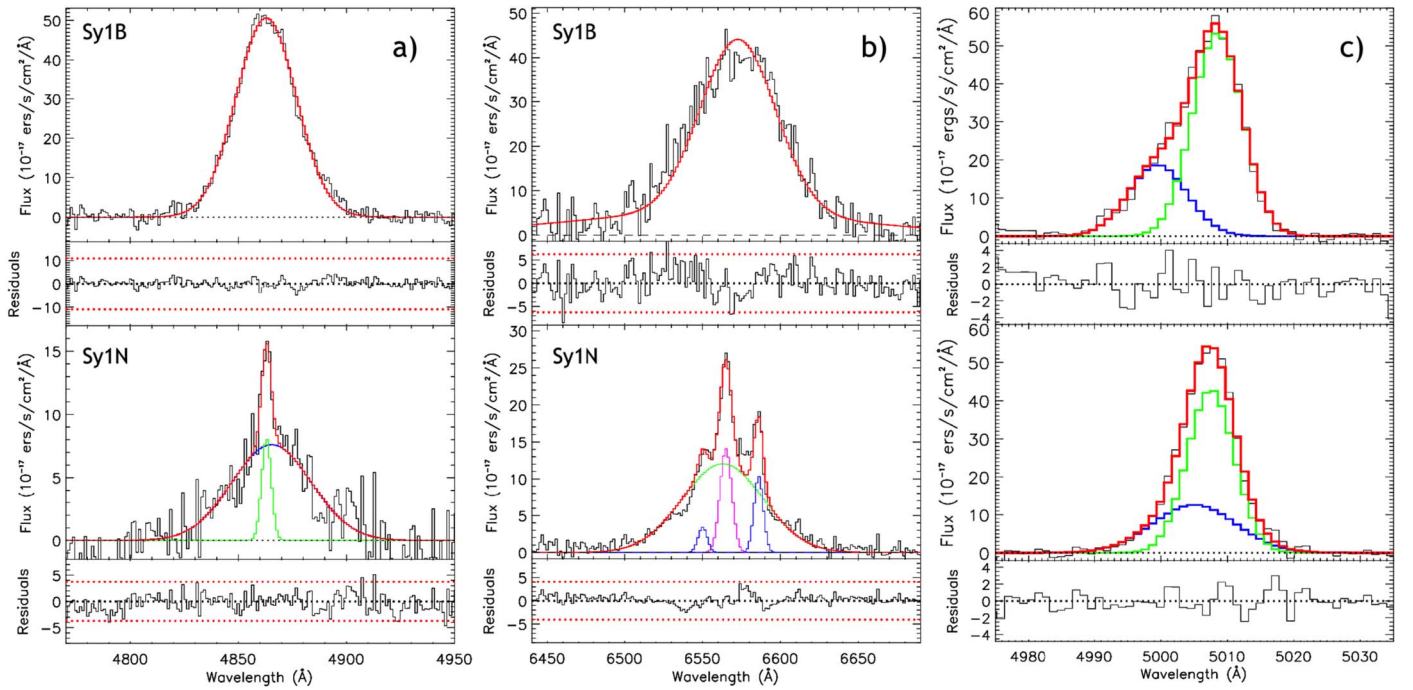 Sy1B
a)
50
40
30
20
10
0
Flux (10⁻¹⁷ ers/s/cm²/Å)
10
0
−10
Residuals
Sy1N
15
10
5
0
Flux (10⁻¹⁷ ers/s/cm²/Å)
5
0
−5
Residuals
4800 4850 4900 4950
Wavelength (Å)
Sy1B
b)
50
40
30
20
10
0
Flux (10⁻¹⁷ ers/s/cm²/Å)
5
0
−5
Residuals
Sy1N
30
25
20
15
10
5
0
Flux (10⁻¹⁷ ers/s/cm²/Å)
5
0
−5
Residuals
6450 6500 6550 6600 6650
Wavelength (Å)
c)
60
50
40
30
20
10
0
Flux (10⁻¹⁷ ergs/s/cm²/Å)
4
2
0
−2
−4
Residuals
60
50
40
30
20
10
0
Flux (10⁻¹⁷ ergs/s/cm²/Å)
4
2
0
−2
−4
Residuals
4980 4990 5000 5010 5020 5030
Wavelength (Å)